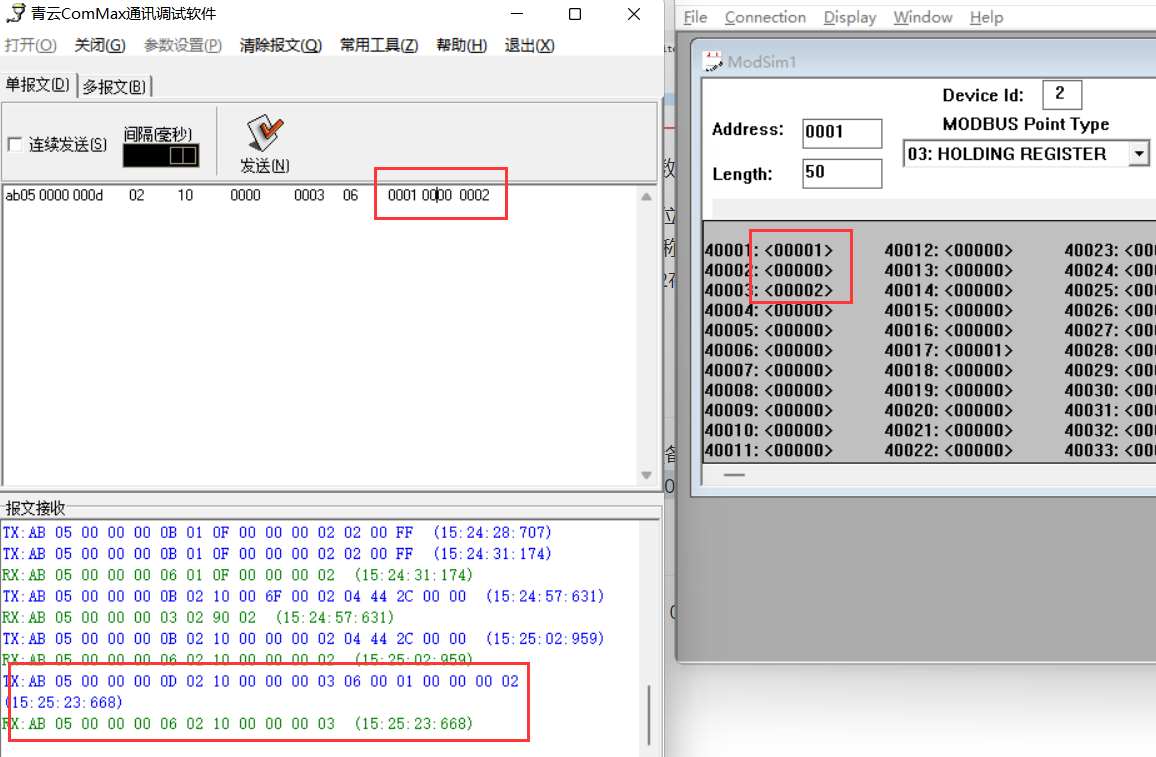 青云ComMax通讯调试软件
打开(O) 关闭(G) 参数设置(P) 清除报文(Q) 常用工具(Z) 帮助(H) 退出(X)
单报文(D) 多报文(B)
连续发送(S) 间隔(毫秒) 发送(N)
ab05 0000 000d 02 10 0000 0003 06 0001 0000 0002
报文接收
TX:AB 05 00 00 00 0B 01 0F 00 00 00 02 02 00 FF (15:24:28:707)
TX:AB 05 00 00 00 0B 01 0F 00 00 00 02 02 00 FF (15:24:31:174)
RX:AB 05 00 00 00 06 01 0F 00 00 00 02 (15:24:31:174)
TX:AB 05 00 00 00 0B 02 10 00 6F 00 02 04 44 2C 00 00 (15:24:57:631)
RX:AB 05 00 00 00 03 02 90 02 (15:24:57:631)
TX:AB 05 00 00 00 0B 02 10 00 00 00 02 04 44 2C 00 00 (15:25:02:959)
RX:AB 05 00 00 00 06 02 10 00 00 00 02 (15:25:02:959)
TX:AB 05 00 00 00 0D 02 10 00 00 00 03 06 00 01 00 00 00 02
(15:25:23:668)
RX:AB 05 00 00 00 06 02 10 00 00 00 03 (15:25:23:668)
File Connection Display Window Help
ModSim1
Device Id: 2
MODBUS Point Type
Address: 0001
03: HOLDING REGISTER
Length: 50
40001: <00001> 40012: <00000> 40023: <00
40002: <00000> 40013: <00000> 40024: <00
40003: <00002> 40014: <00000> 40025: <00
40004: <00000> 40015: <00000> 40026: <00
40005: <00000> 40016: <00000> 40027: <00
40006: <00000> 40017: <00001> 40028: <00
40007: <00000> 40018: <00000> 40029: <00
40008: <00000> 40019: <00000> 40030: <00
40009: <00000> 40020: <00000> 40031: <00
40010: <00000> 40021: <00000> 40032: <00
40011: <00000> 40022: <00000> 40033: <00